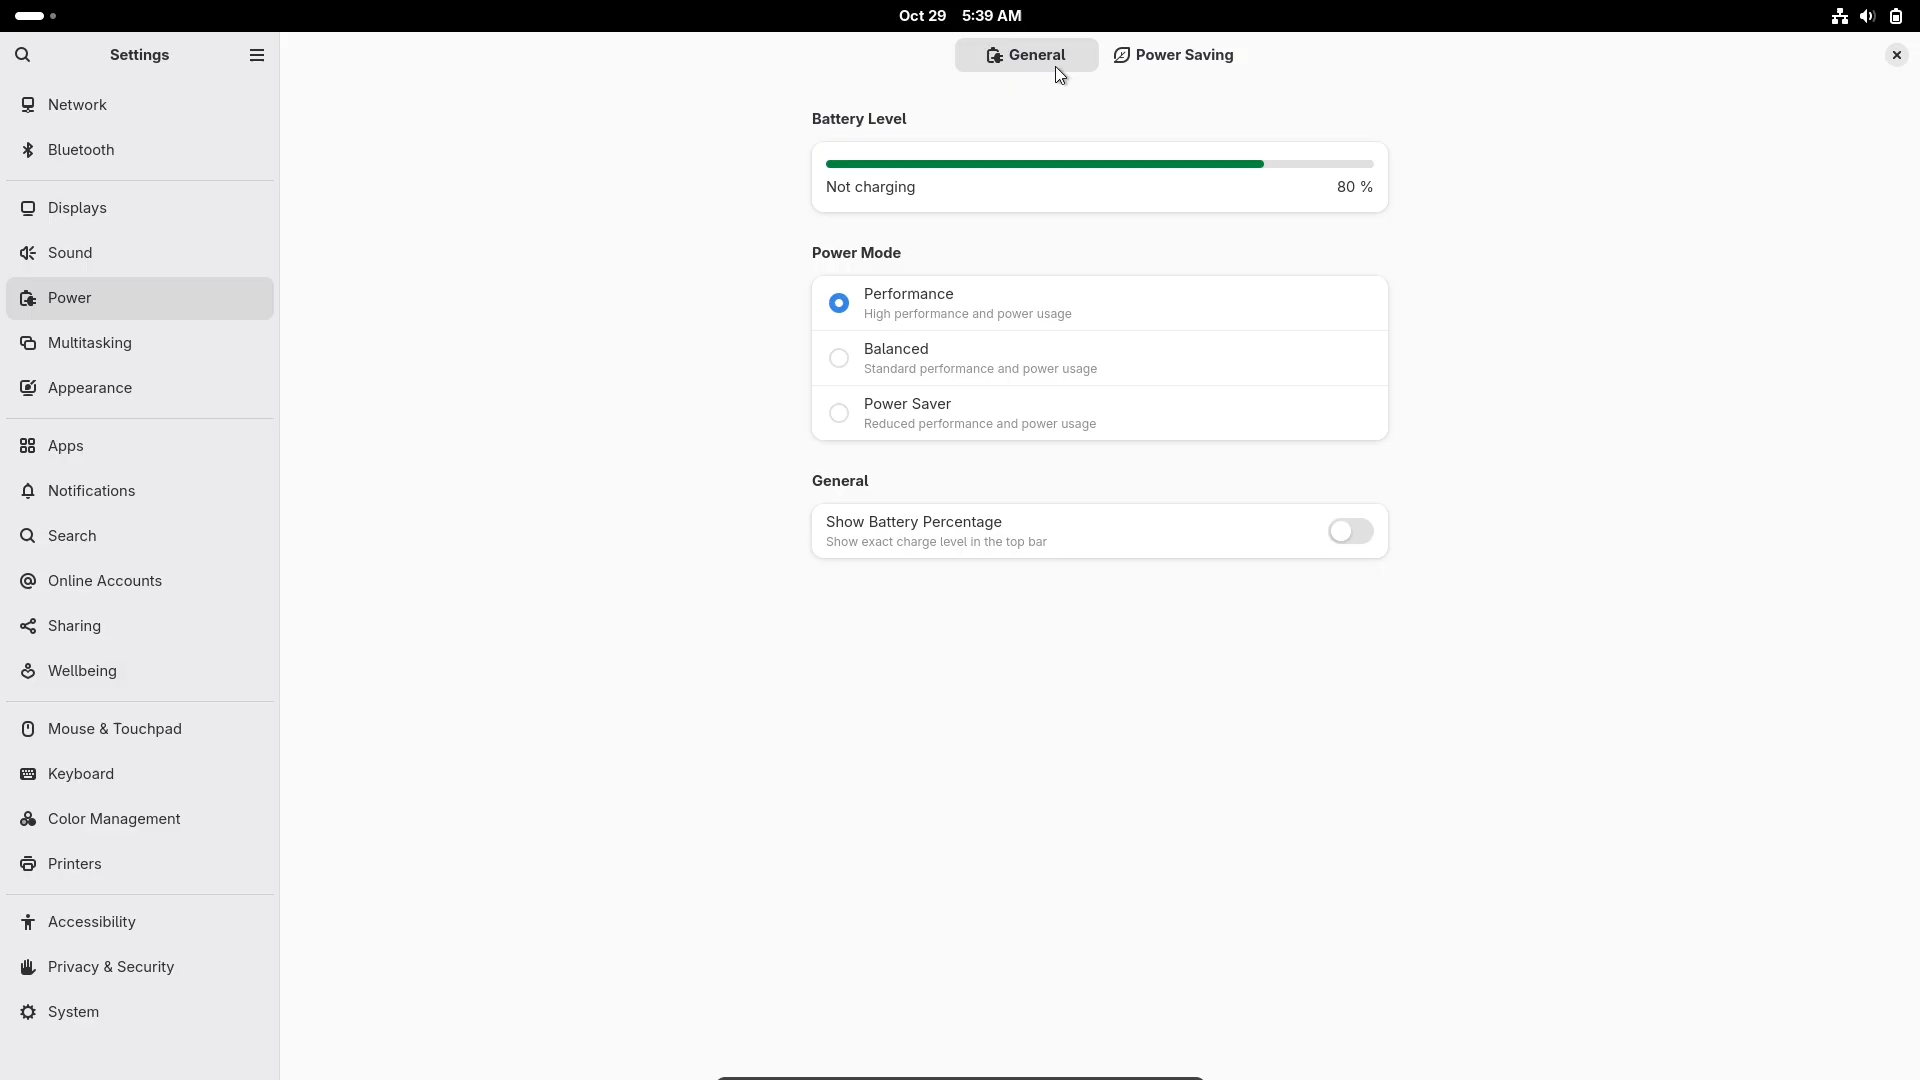 Oct 29 5:39 AM
Settings
General
Power Saving
Network
Bluetooth
Displays
Sound
Power
Multitasking
Appearance
Apps
Notifications
Search
Online Accounts
Sharing
Wellbeing
Mouse & Touchpad
Keyboard
Color Management
Printers
Accessibility
Privacy & Security
System
Battery Level
Not charging 80 %
Power Mode
Performance
High performance and power usage
Balanced
Standard performance and power usage
Power Saver
Reduced performance and power usage
General
Show Battery Percentage
Show exact charge level in the top bar